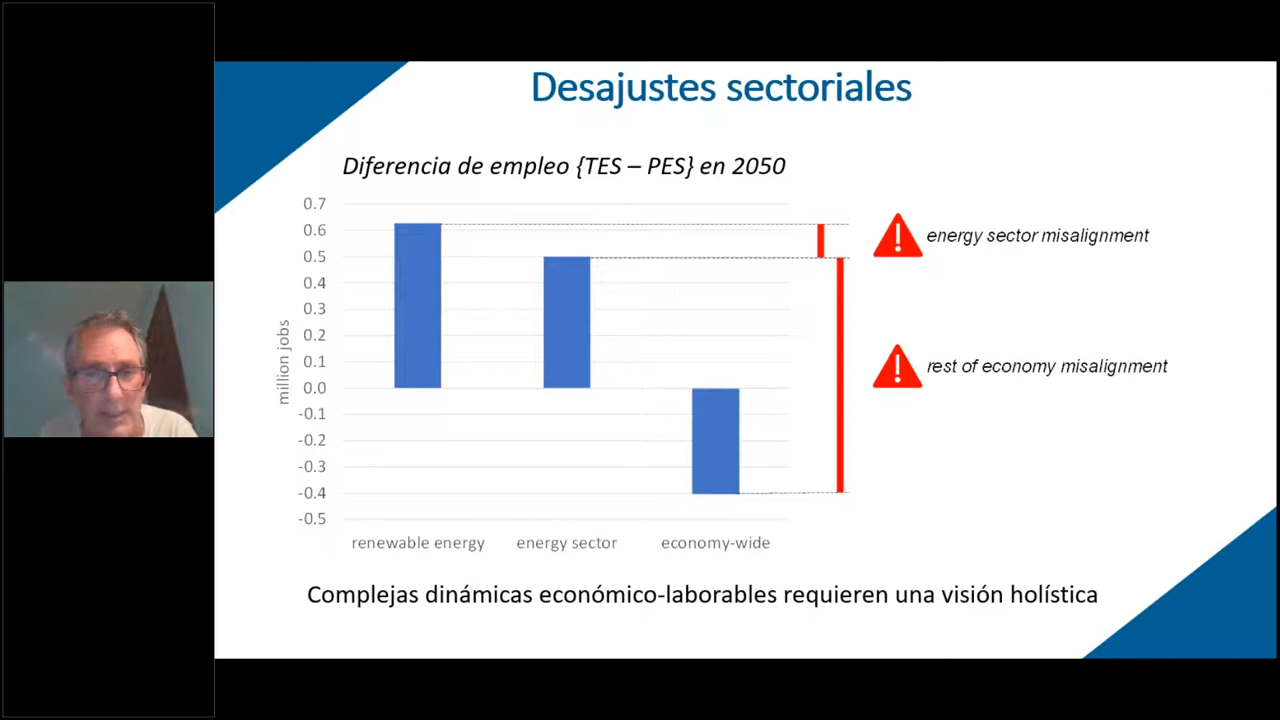 Desajustes sectoriales
Diferencia de empleo {TES – PES} en 2050
0.7
0.6
0.5
0.4
0.3
0.2
0.1
0.0
-0.1
-0.2
-0.3
-0.4
-0.5
million jobs
renewable energy
energy sector
economy-wide
energy sector misalignment
rest of economy misalignment
Complejas dinámicas económico-laborables requieren una visión holística